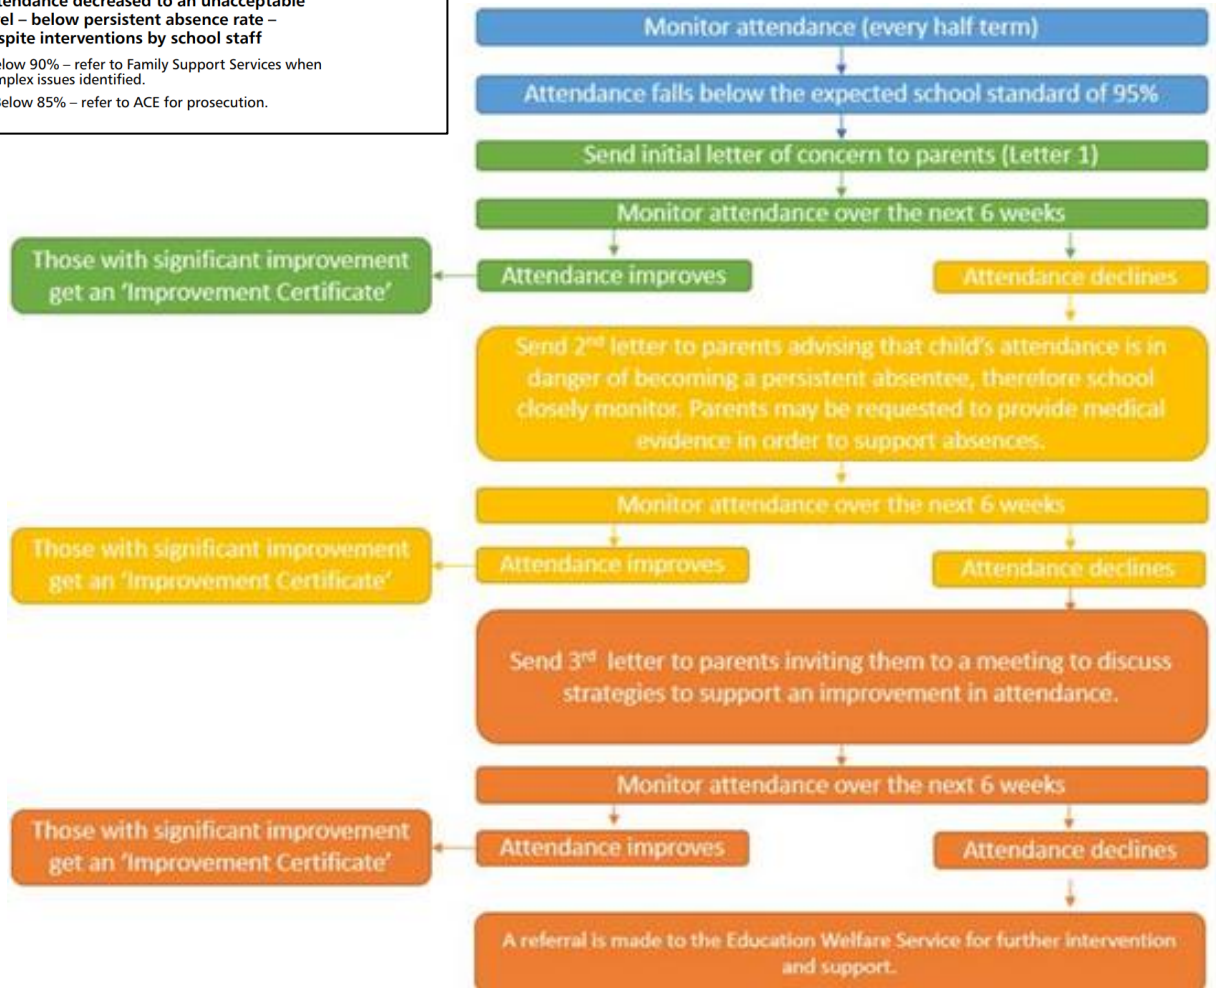 rel – below persistent absence rate –
spite interventions by school staff
elow 90% – refer to Family Support Services when
mplex issues identified.
Below 85% – refer to ACE for prosecution.
Monitor attendance (every half term)
Attendance falls below the expected school standard of 95%
Send initial letter of concern to parents (Letter 1)
Monitor attendance over the next 6 weeks
Those with significant improvement
get an ‘Improvement Certificate’
Attendance improves
Attendance declines
Send 2nd letter to parents advising that child’s attendance is in
danger of becoming a persistent absentee, therefore school
closely monitor. Parents may be requested to provide medical
evidence in order to support absences.
Monitor attendance over the next 6 weeks
Those with significant improvement
get an ‘Improvement Certificate’
Attendance improves
Attendance declines
Send 3rd letter to parents inviting them to a meeting to discuss
strategies to support an improvement in attendance.
Monitor attendance over the next 6 weeks
Those with significant improvement
get an ‘Improvement Certificate’
Attendance improves
Attendance declines
A referral is made to the Education Welfare Service for further intervention
and support.